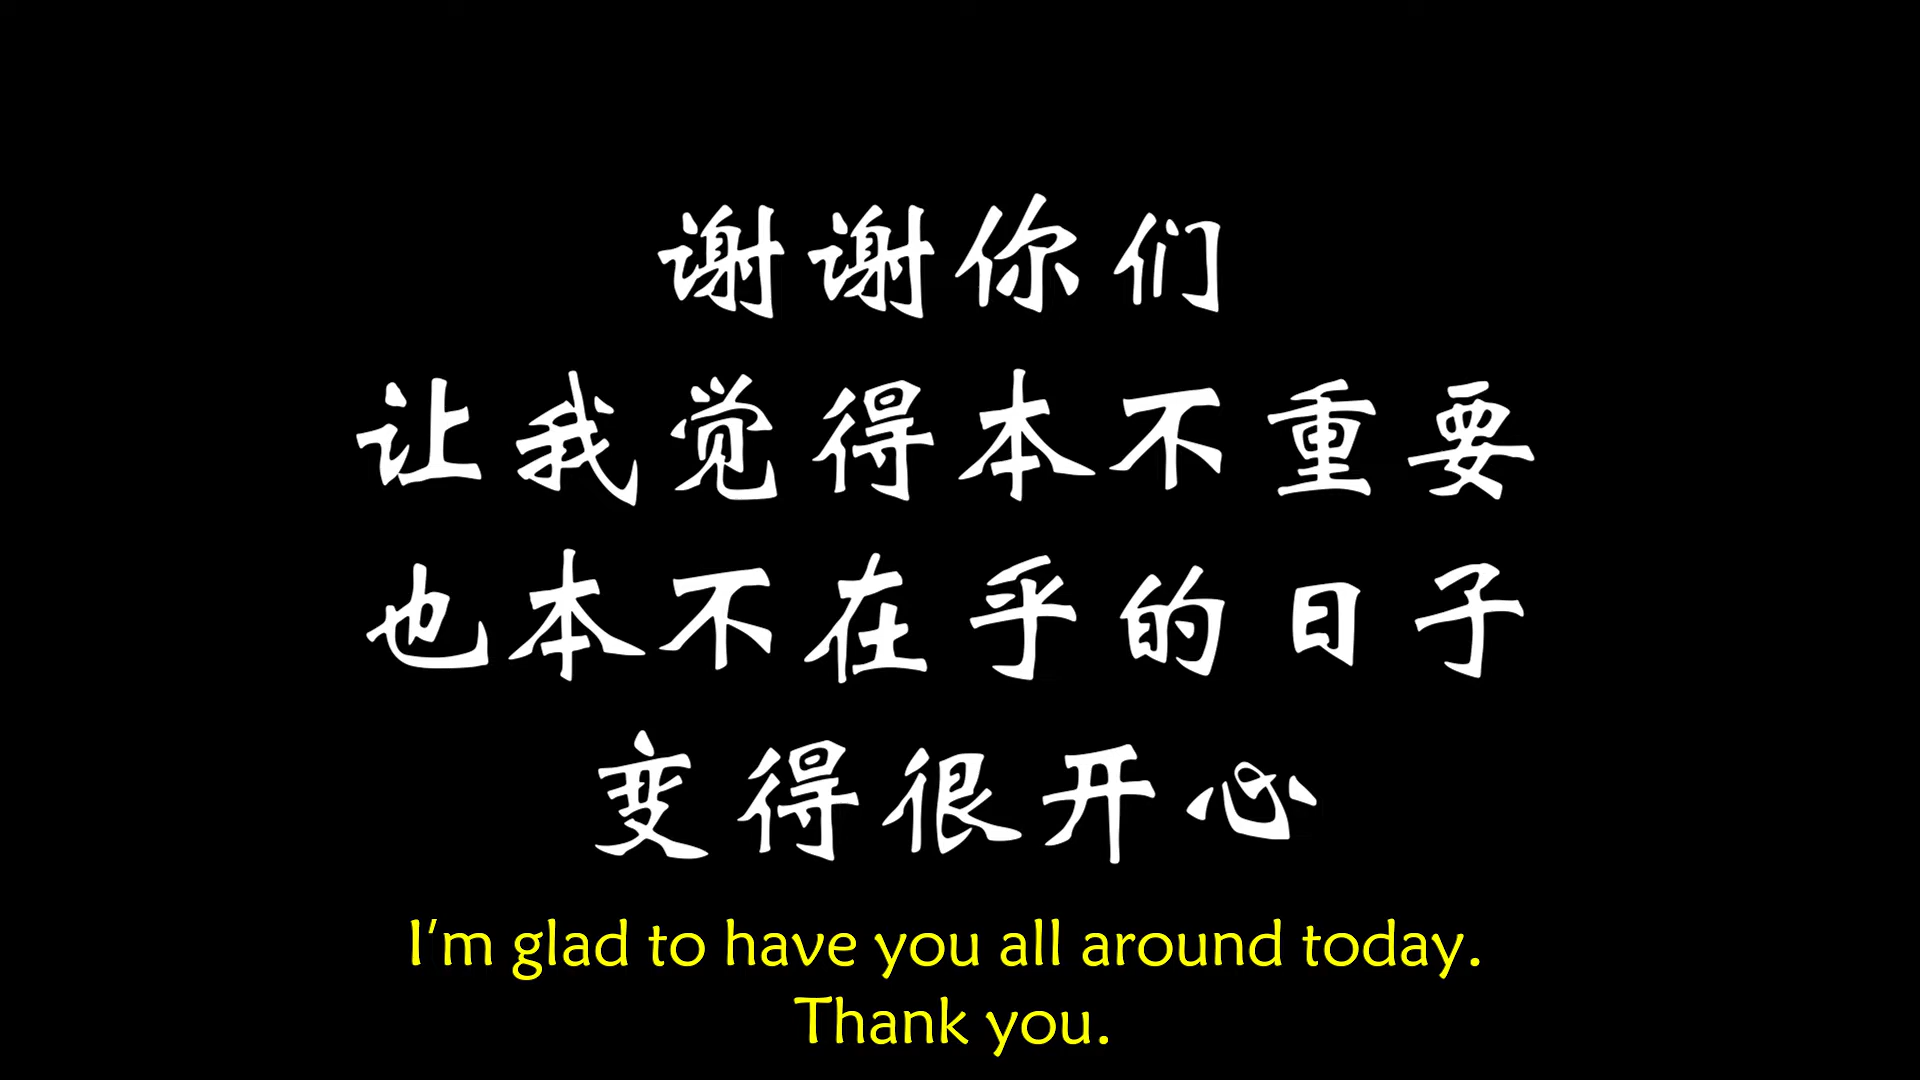 谢谢你们
让我觉得本不重要
也本不在乎的日子
变得很开心
I'm glad to have you all around today.
Thank you.